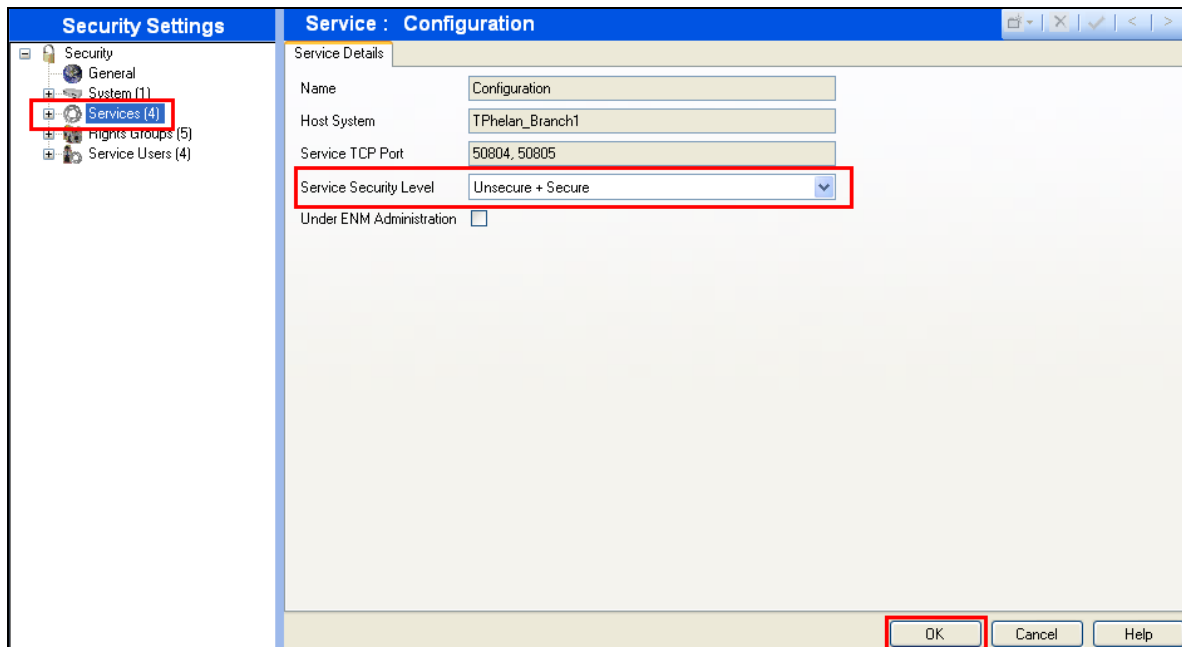 Security Settings
Security
General
System (1)
Services (4)
Rights Groups (5)
Service Users (4)
Service : Configuration
Service Details
Name Configuration
Host System TPhelan_Branch1
Service TCP Port 50804, 50805
Service Security Level Unsecure + Secure
Under ENM Administration
OK Cancel Help